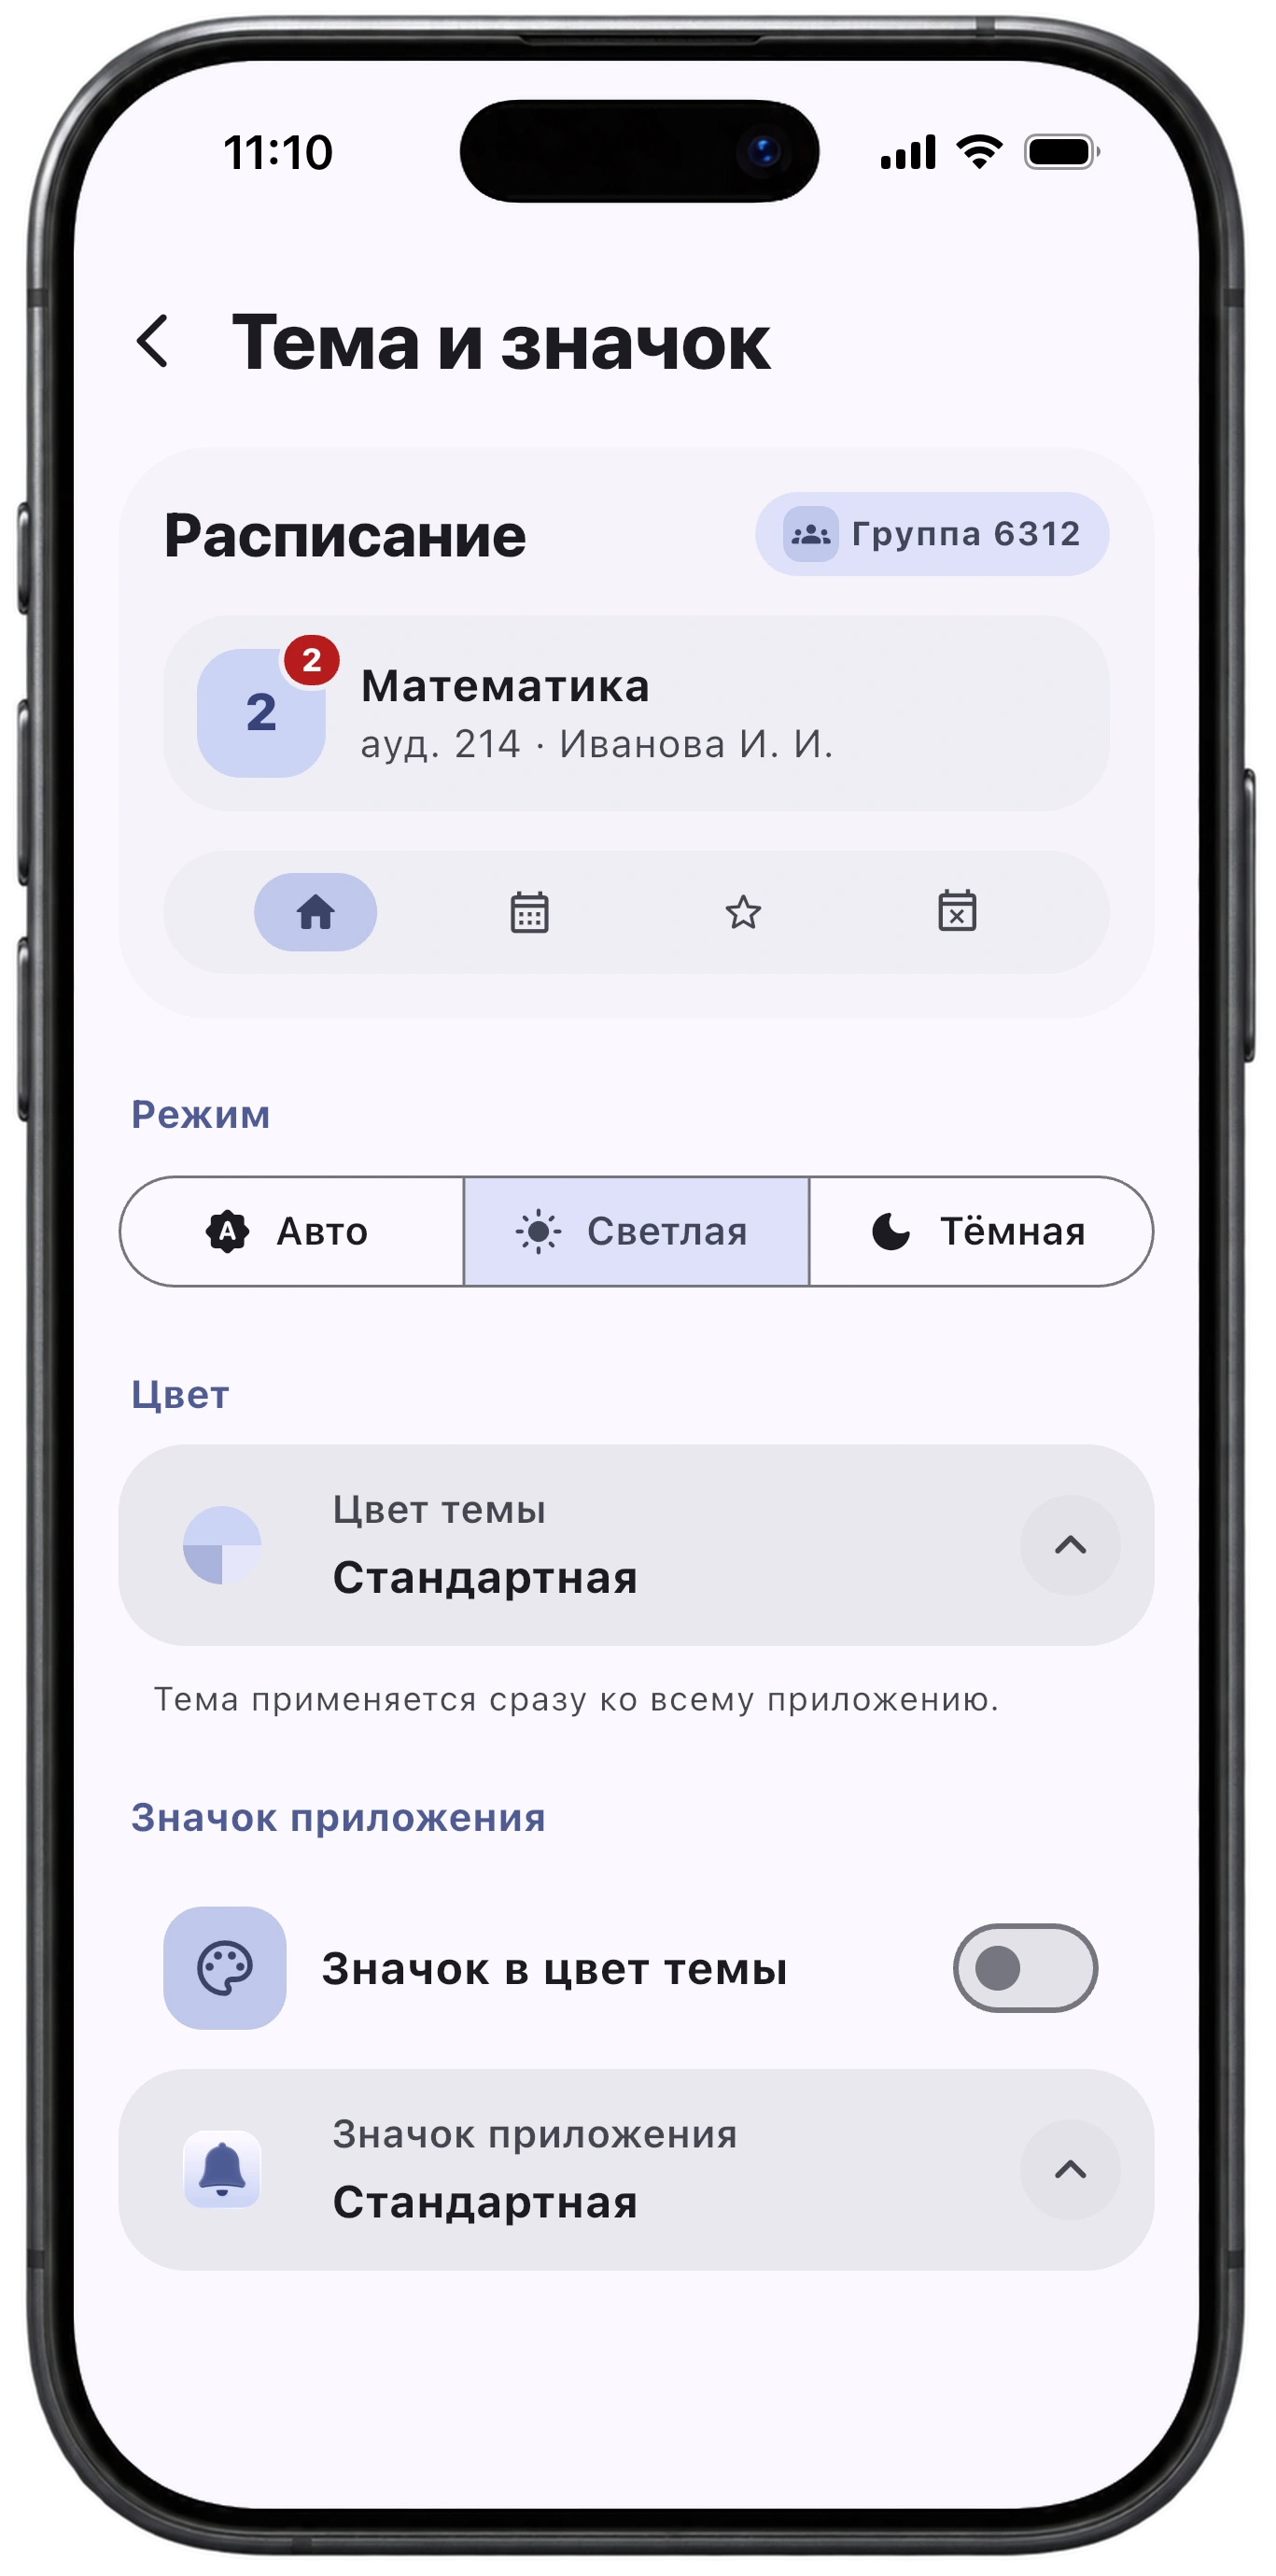 11:10
Тема и значок
Расписание
Группа 6312
2
2
Математика
ауд. 214 · Иванова И. И.
Режим
A Авто
Светлая
Тёмная
Цвет
Цвет темы
Стандартная
Тема применяется сразу ко всему приложению.
Значок приложения
Значок в цвет темы
Значок приложения
Стандартная